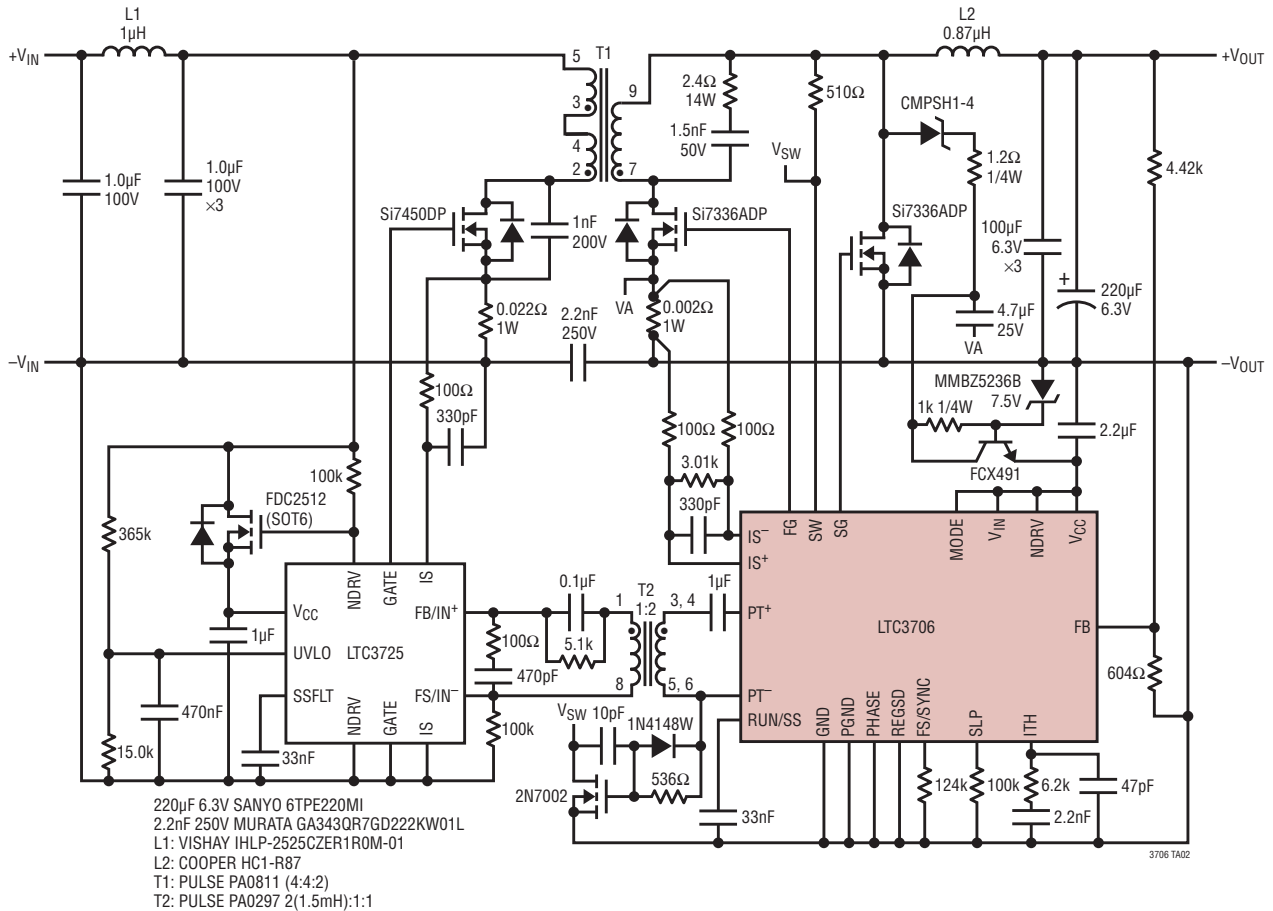 L1
1µH
+VIN
1.0µF
100V
1.0µF
100V
×3
5
3
4
2
T1
9
7
2.4Ω
14W
1.5nF
50V
510Ω
VSW
L2
0.87µH
+VOUT
CMPSH1-4
1.2Ω
1/4W
4.42k
Si7450DP
1nF
200V
Si7336ADP
Si7336ADP
100µF
6.3V
×3
+
220µF
6.3V
0.022Ω
1W
2.2nF
250V
VA
0.002Ω
1W
4.7µF
25V
VA
–VIN
–VOUT
100Ω
330pF
100Ω
100Ω
3.01k
330pF
MMBZ5236B
7.5V
1k 1/4W
FCX491
2.2µF
100k
FDC2512
(SOT6)
365k
1µF
470nF
15.0k
33nF
NDRV
GATE
IS
VCC
UVLO
SSFLT
LTC3725
FB/IN+
FS/IN–
NDRV
GATE
IS
100Ω
470pF
100k
0.1µF
5.1k
1
8
T2
1:2
3, 4
5, 6
1µF
IS–
IS+
PT+
PT–
RUN/SS
FG
SW
SG
MODE
VIN
NDRV
VCC
LTC3706
FB
GND
PGND
PHASE
REGSD
FS/SYNC
SLP
ITH
604Ω
VSW
10pF
1N4148W
536Ω
2N7002
33nF
124k
100k
6.2k
2.2nF
47pF
3706 TA02
220µF 6.3V SANYO 6TPE220MI
2.2nF 250V MURATA GA343QR7GD222KW01L
L1: VISHAY IHLP-2525CZER1R0M-01
L2: COOPER HC1-R87
T1: PULSE PA0811 (4:4:2)
T2: PULSE PA0297 2(1.5mH):1:1